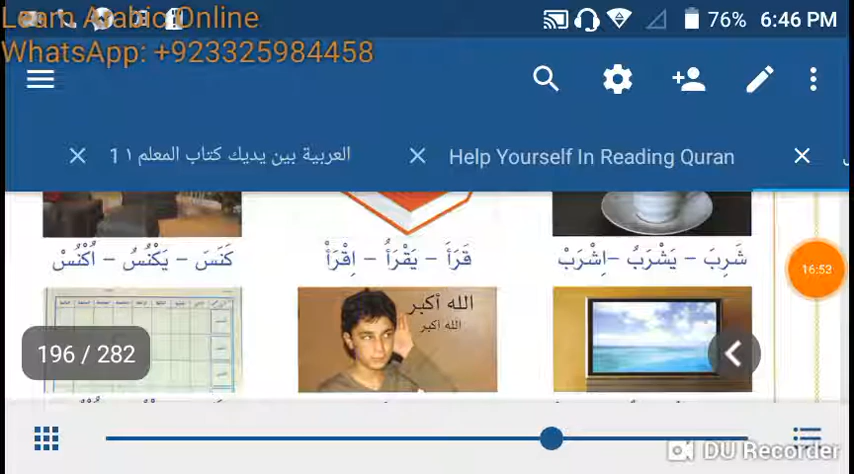 Learn Arabic Online
76% 6:46 PM
WhatsApp: +923325984458
العربية بين يديك كتاب المعلم ١ 1
Help Yourself In Reading Quran
شَرِبَ – يَشْرَبُ –اِشْرَبْ
قَرَأَ – يَقْرَأُ – اِقْرَأْ
كَنَسَ – يَكْنُسُ – اُكْنُسْ
16:53
الله أكبر
الله أكبر
196 / 282
DU Recorder